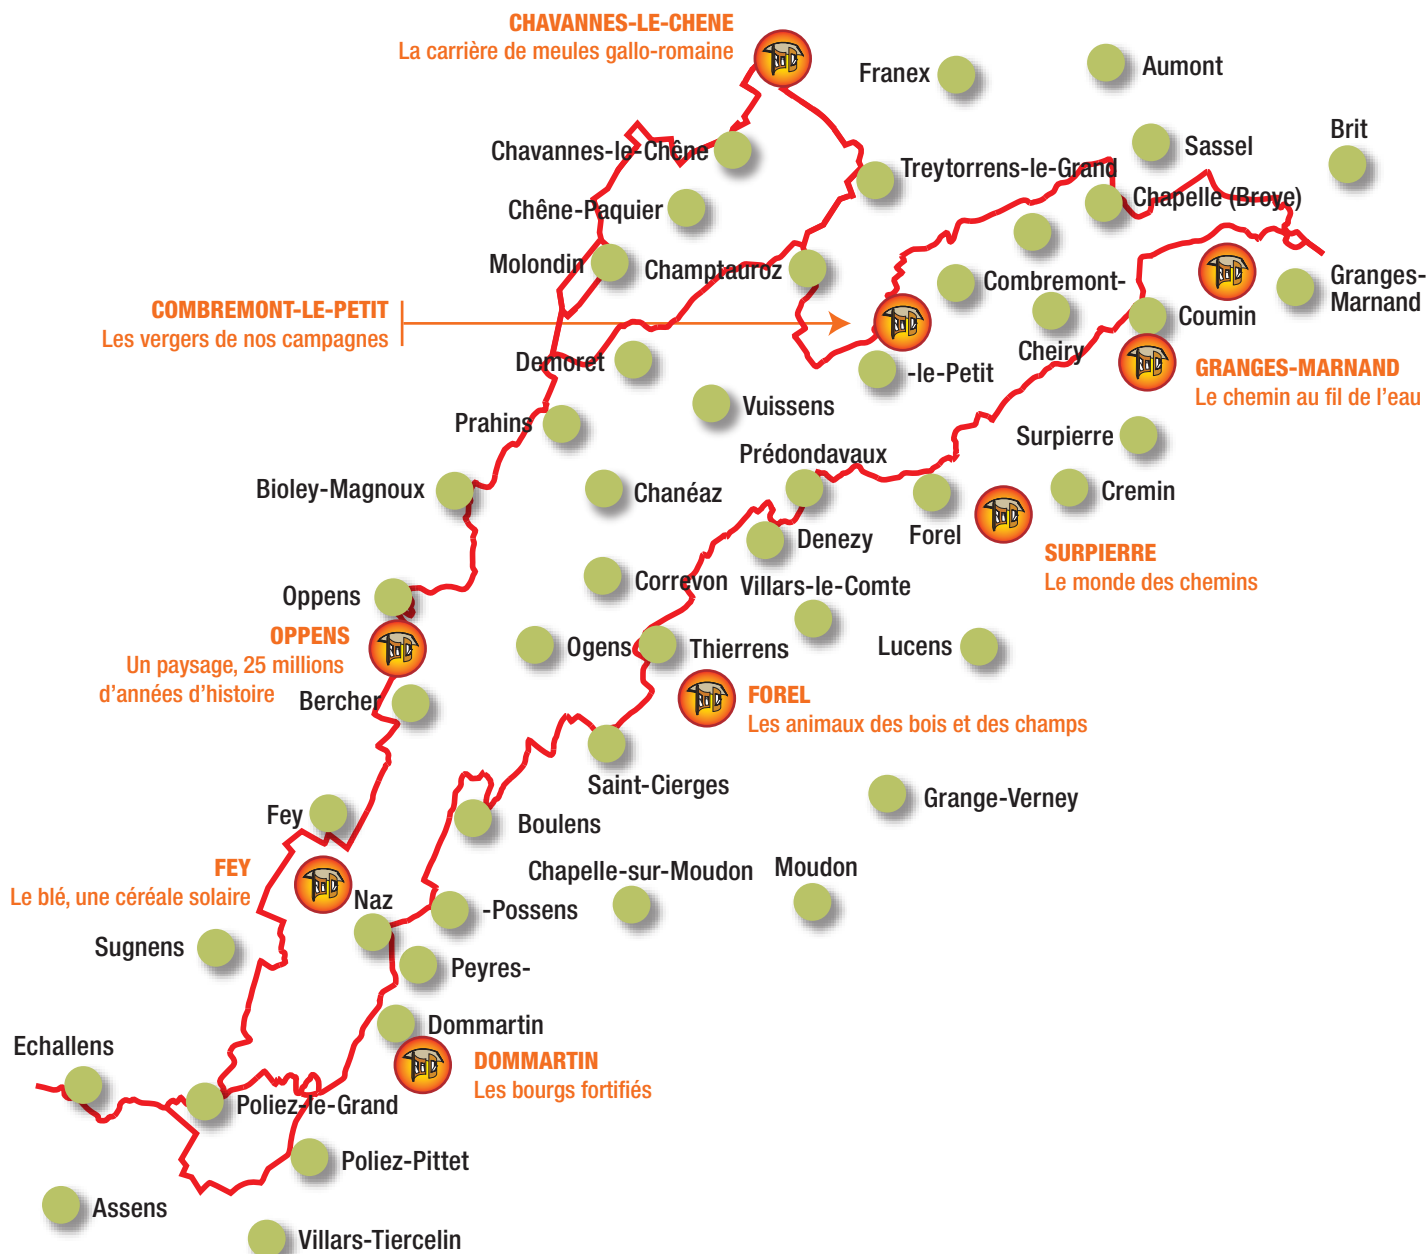 CHAVANNES-LE-CHENE
La carrière de meules gallo-romaine
Franex
Aumont
Brit
Sassel
Chavannes-le-Chêne
Treytorrens-le-Grand
Chapelle (Broye)
Chêne-Paquier
Molondin
Champtauroz
Combremont-
Granges-
Marnand
COMBREMONT-LE-PETIT
Les vergers de nos campagnes
Coumin
Cheiry
Demoret
-le-Petit
GRANGES-MARNAND
Le chemin au fil de l'eau
Vuissens
Prahins
Surpierre
Prédondavaux
Bioley-Magnoux
Chanéaz
Cremin
Forel
Denezy
SURPIERRE
Le monde des chemins
Correvon
Villars-le-Comte
Oppens
OPPENS
Un paysage, 25 millions
d'années d'histoire
Ogens
Thierrens
Lucens
Bercher
FOREL
Les animaux des bois et des champs
Saint-Cierges
Grange-Verney
Fey
Boulens
FEY
Le blé, une céréale solaire
Chapelle-sur-Moudon
Moudon
Naz
-Possens
Sugnens
Peyres-
Dommartin
Echallens
DOMMARTIN
Les bourgs fortifiés
Poliez-le-Grand
Poliez-Pittet
Assens
Villars-Tiercelin